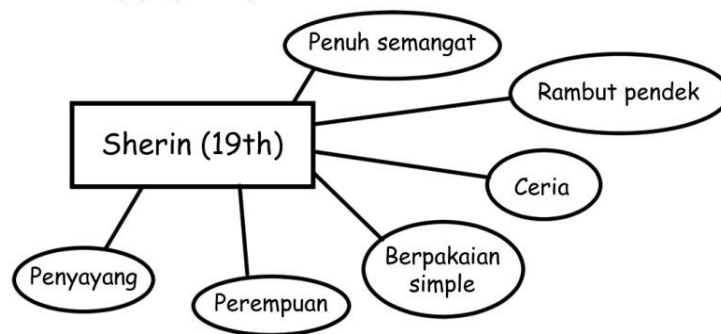 Penuh semangat
Rambut pendek
Sherin (19th)
Ceria
Berpakaian
simple
Penyayang
Perempuan